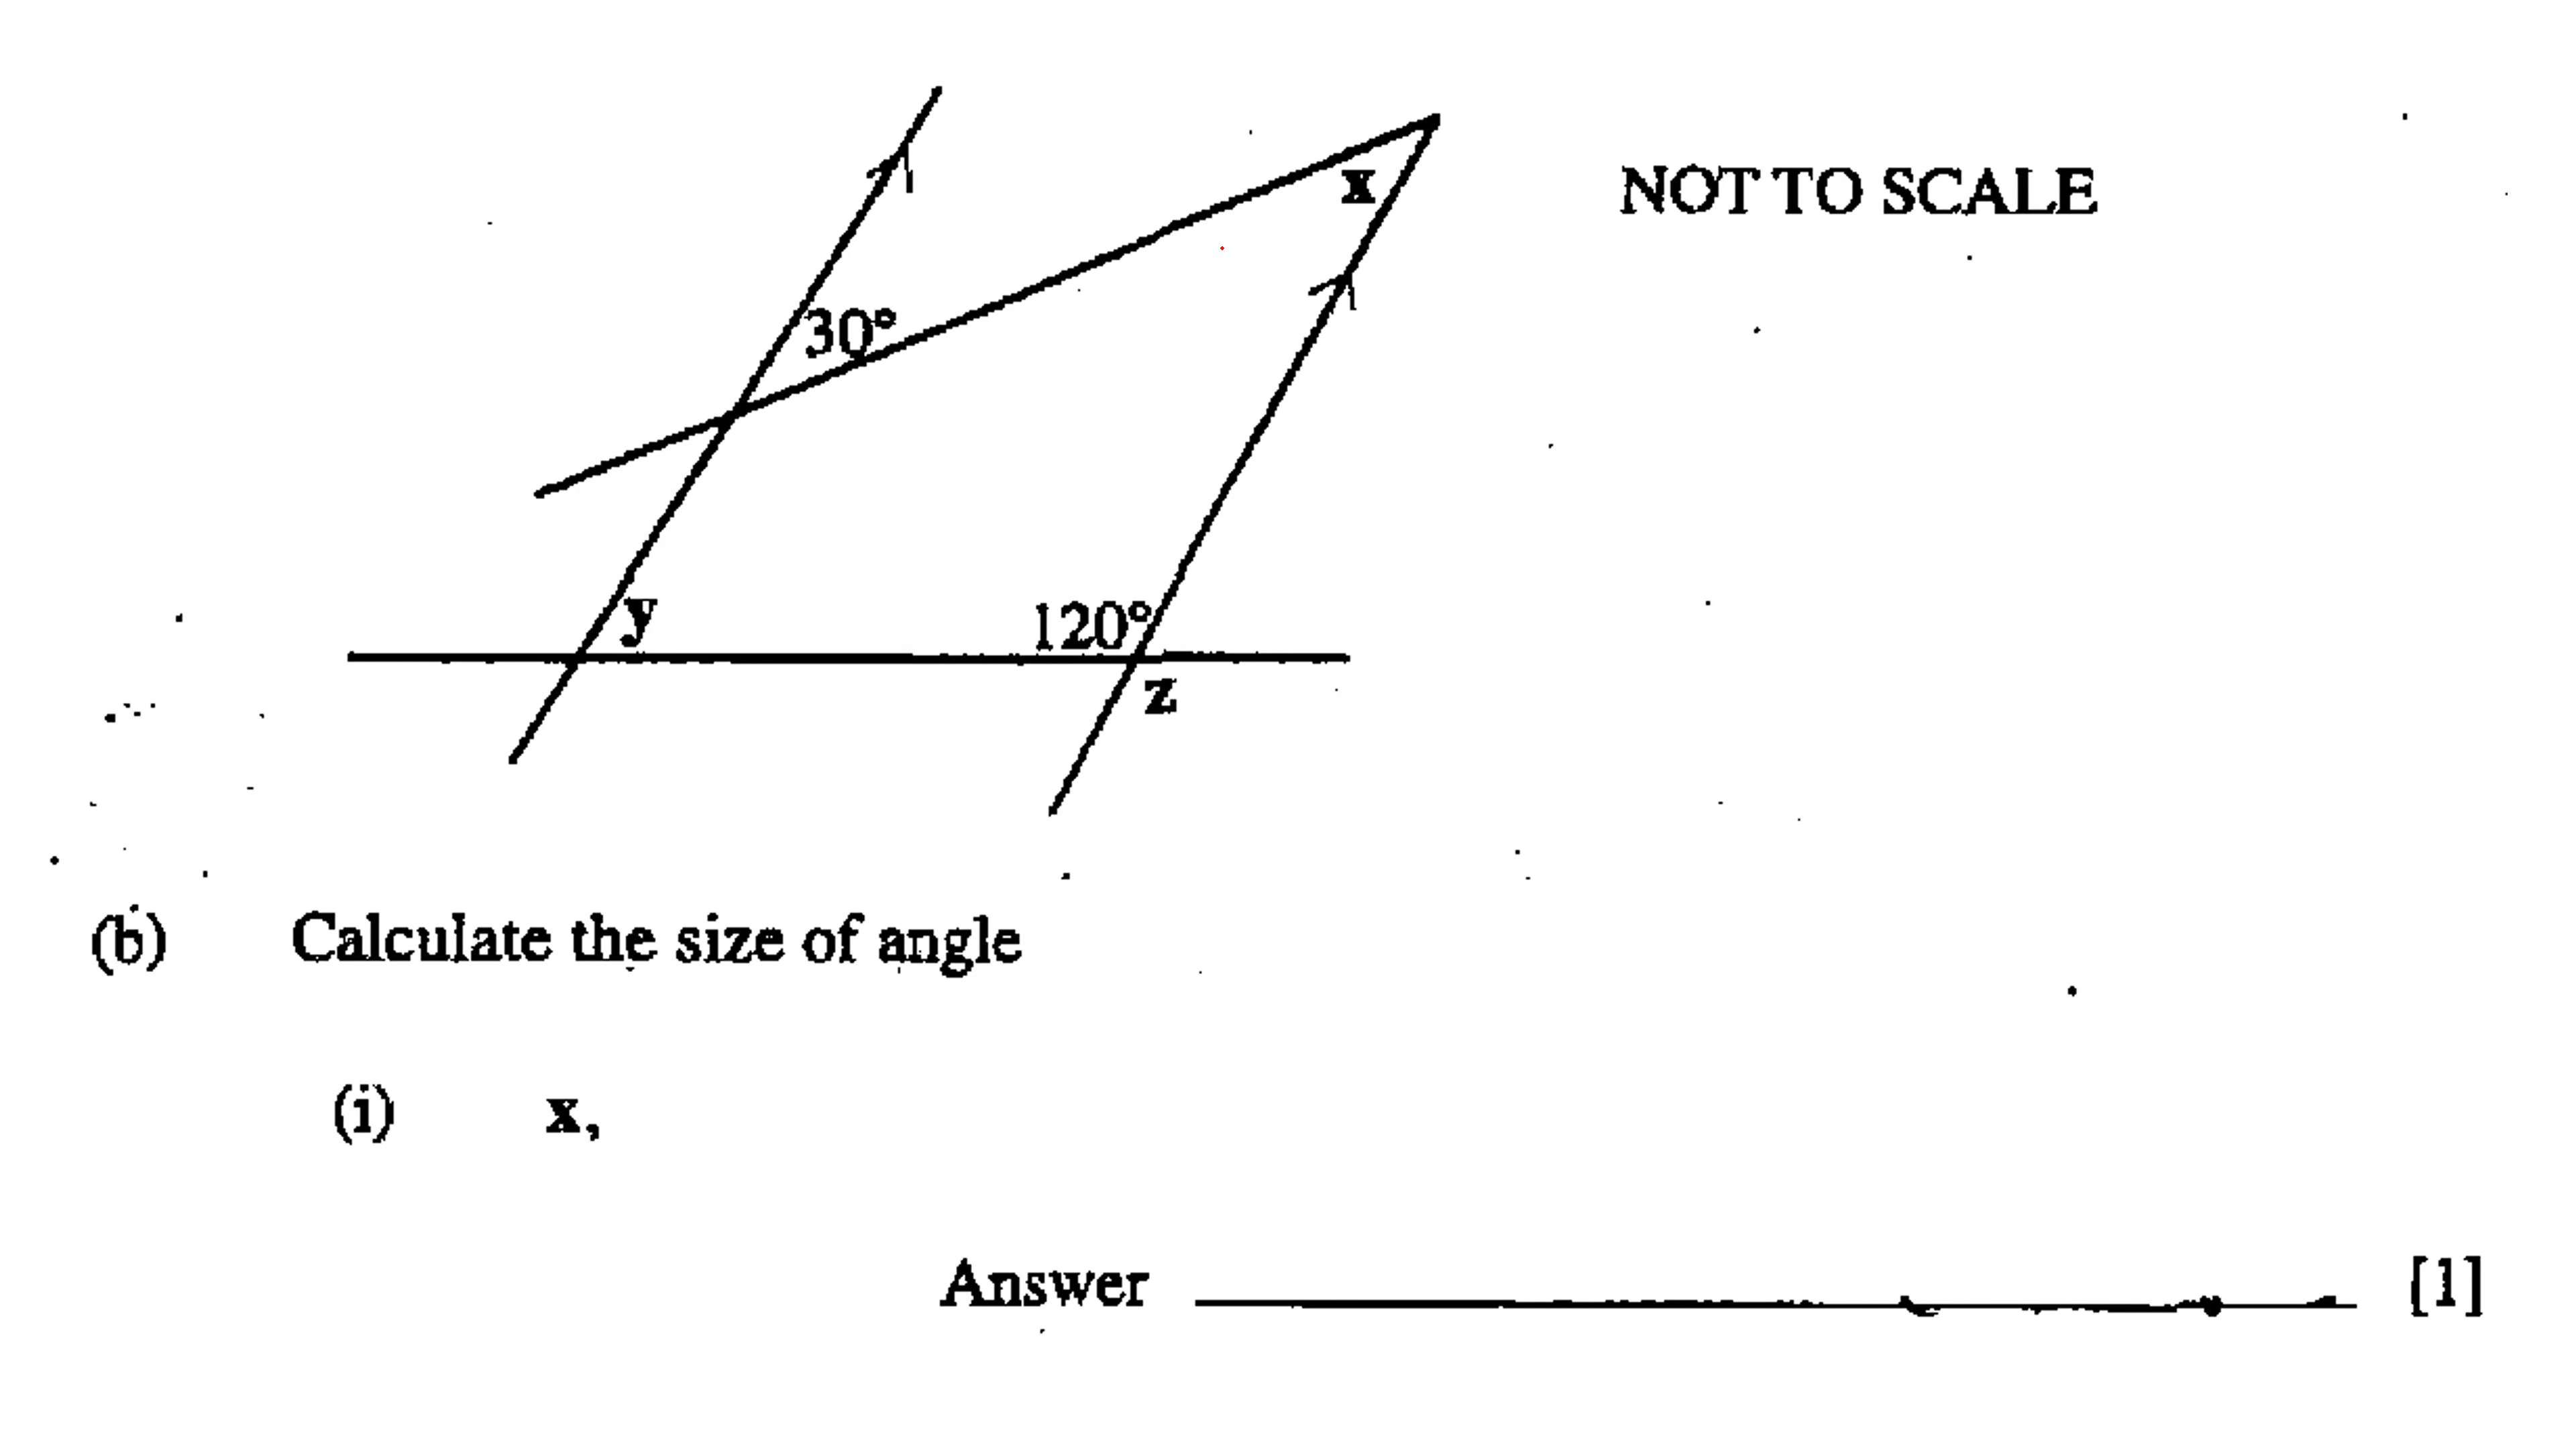 x
NOT TO SCALE
30°
y
120°
z
(b) Calculate the size of angle
(i) x,
Answer [1]